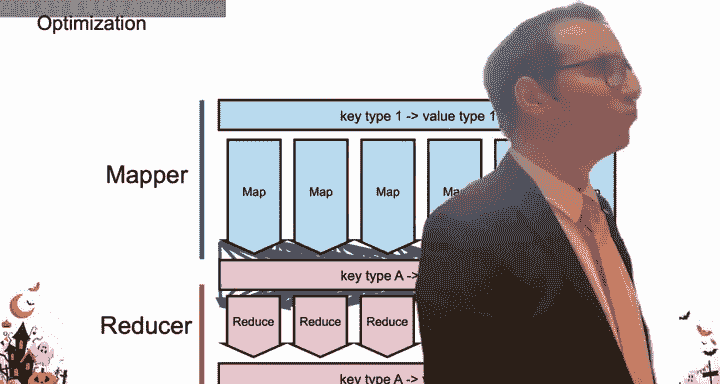 Optimization
key type 1 -> value type 1
Mapper
Map Map Map Ma
key type A ->
Reducer
Reduce Reduce Reduce
key type A ->